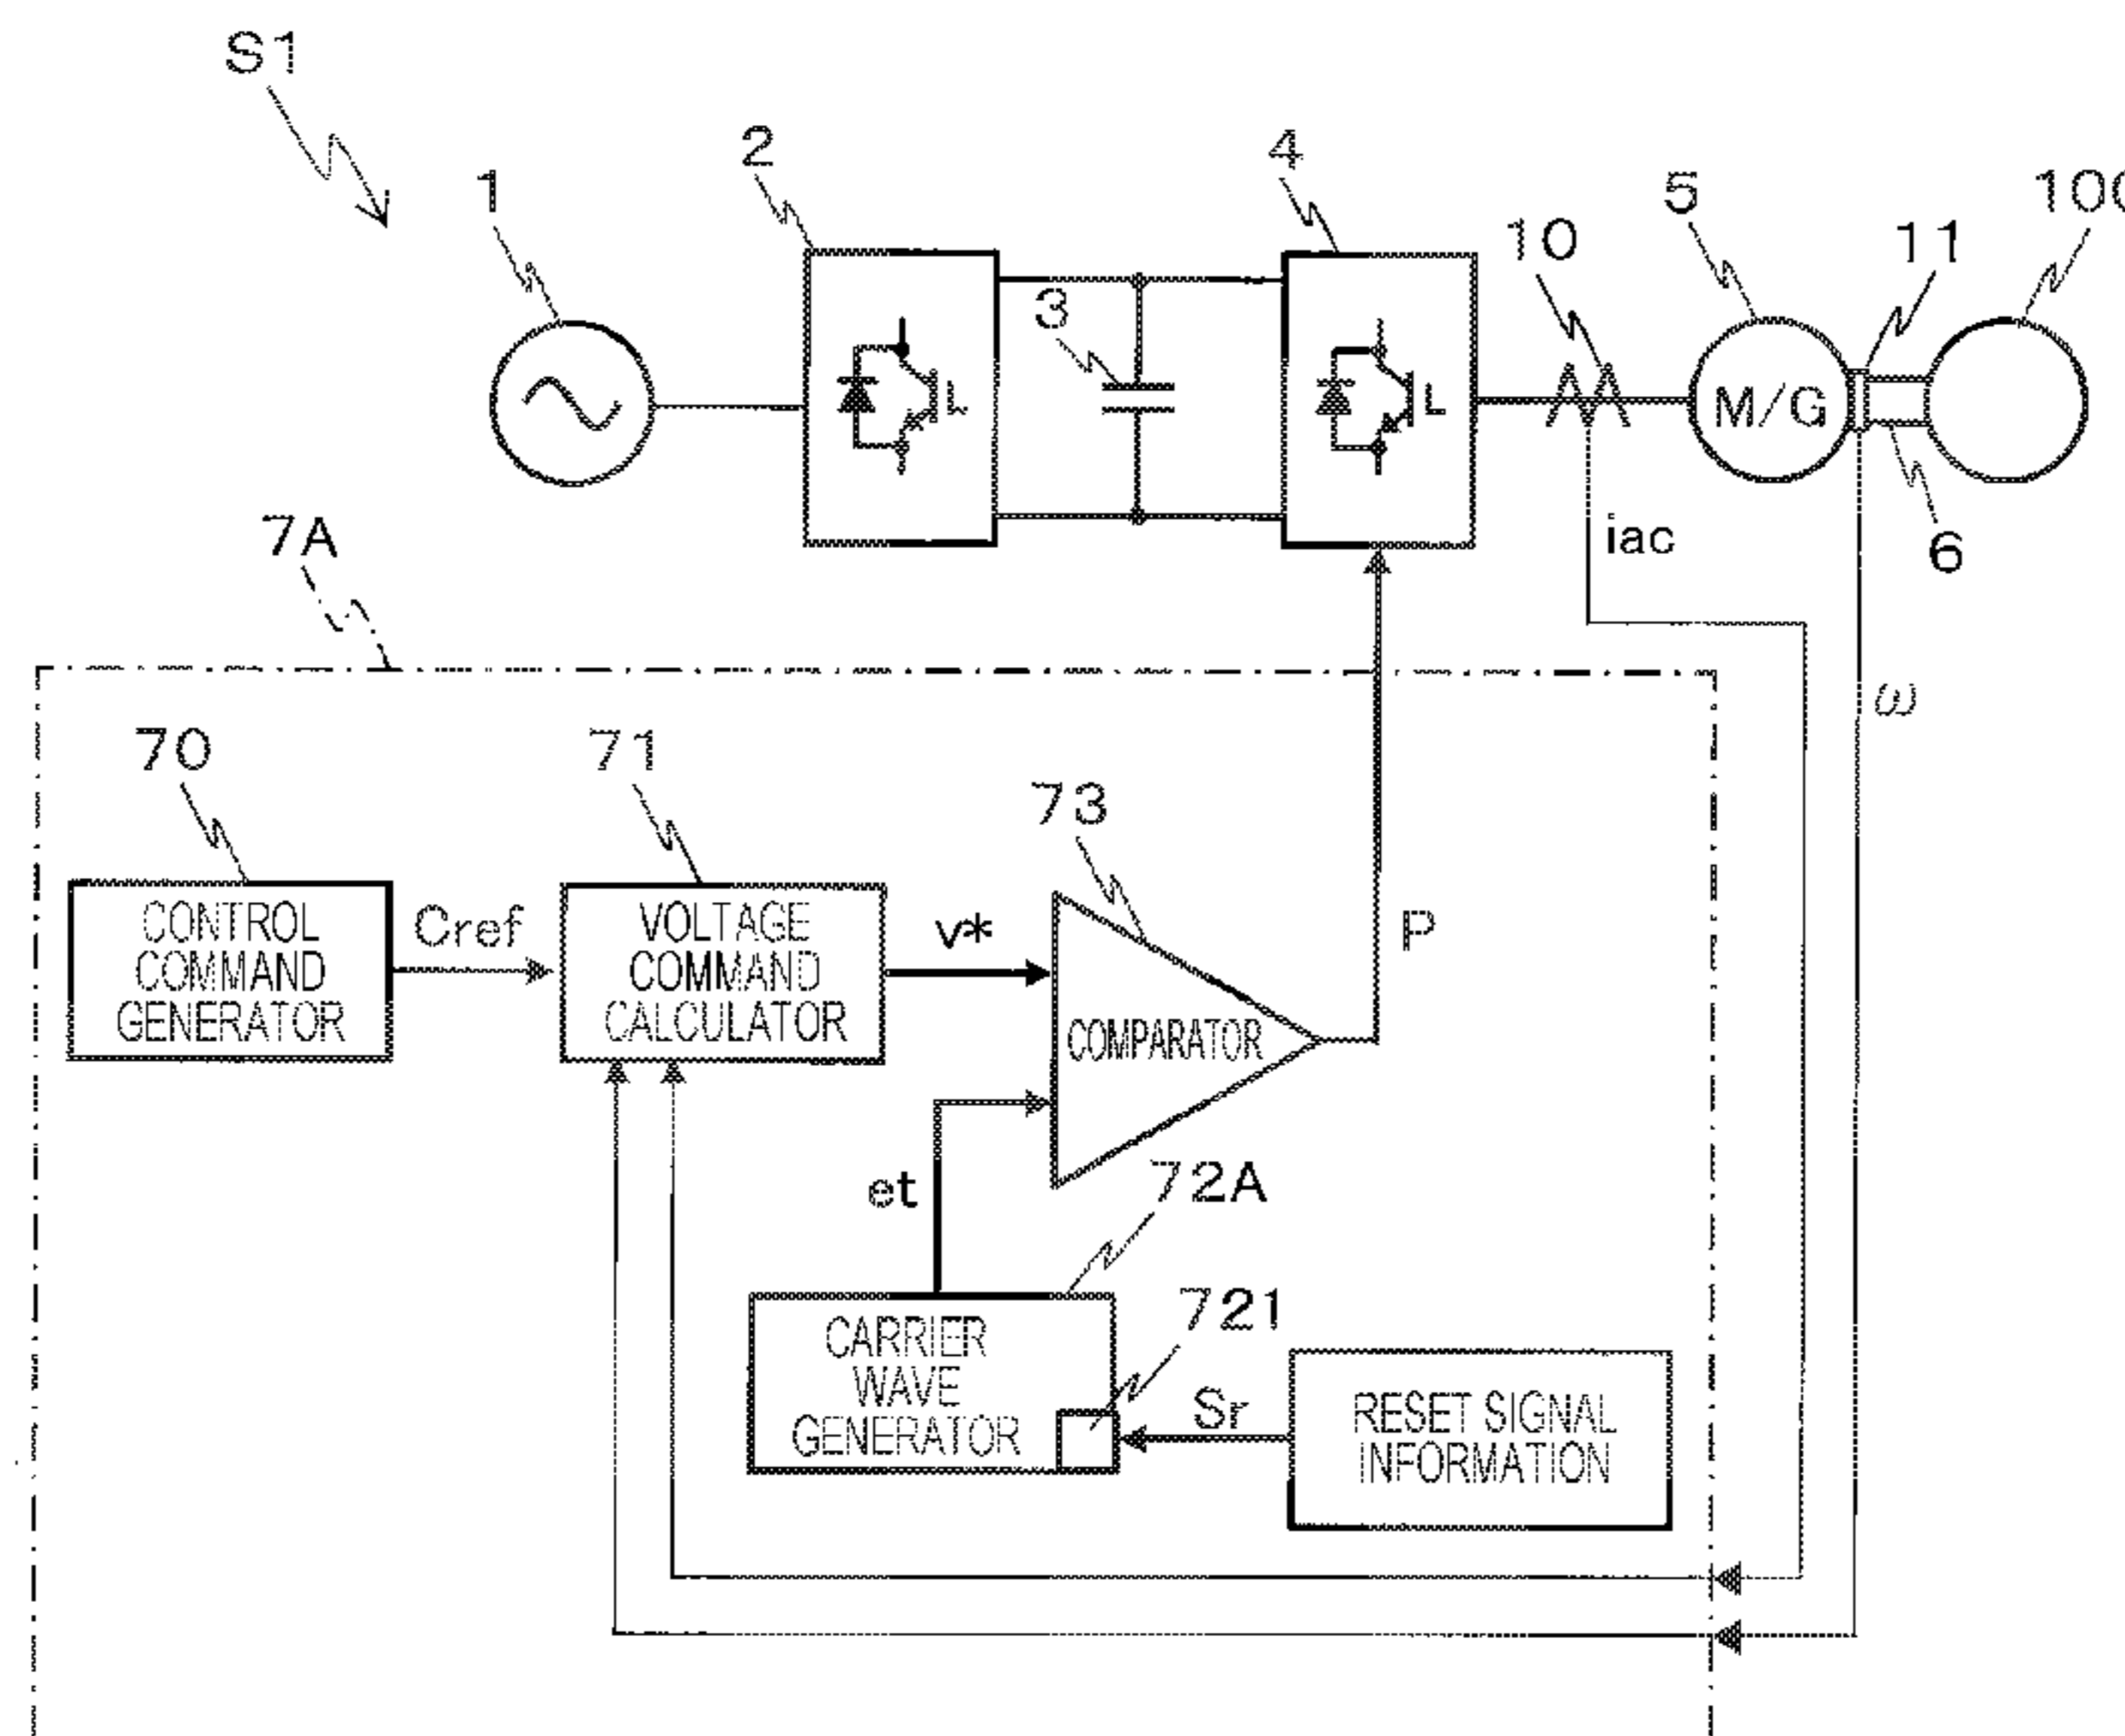 S1
1
2
3
4
10
5
11
100
M/G
6
iac
ω
7A
70
71
73
CONTROL
COMMAND
GENERATOR
Cref
VOLTAGE
COMMAND
CALCULATOR
v*
COMPARATOR
P
et
72A
721
CARRIER
WAVE
GENERATOR
Sr
RESET SIGNAL
INFORMATION